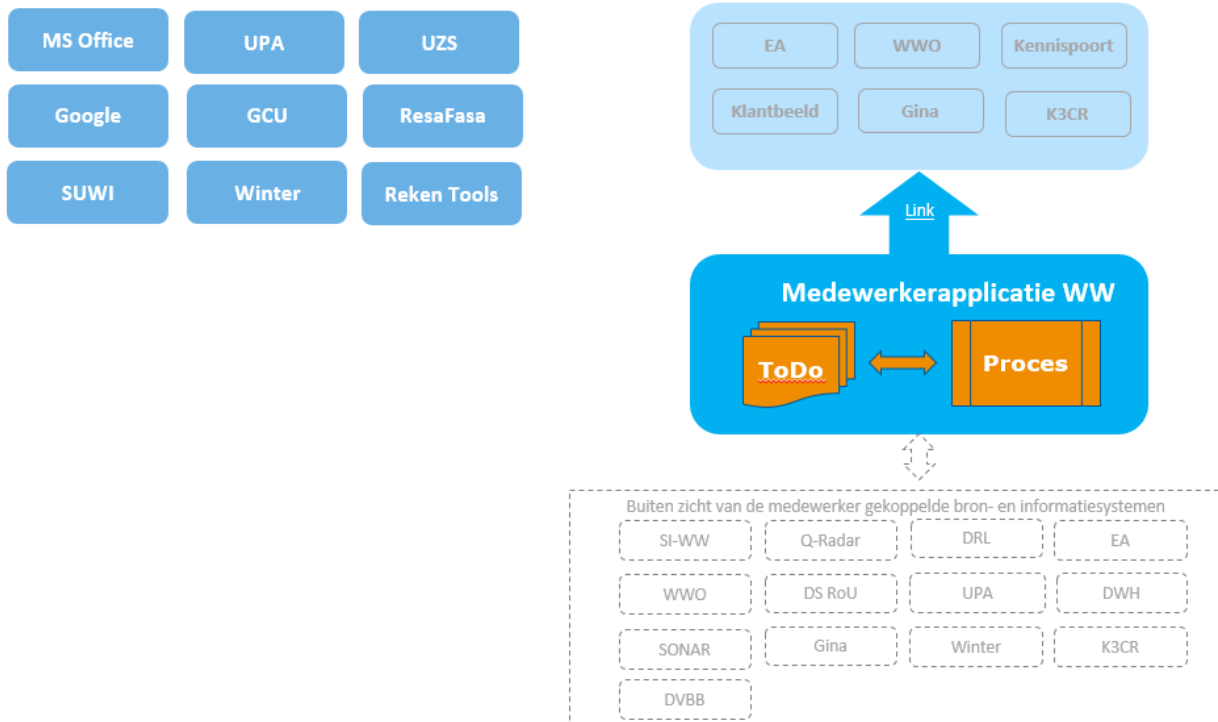 MS Office
UPA
UZS
Google
GCU
ResaFasa
SUWI
Winter
Reken Tools
EA
WWO
Kennispoort
Klantbeeld
Gina
K3CR
Link
Medewerkerapplicatie WW
ToDo
Proces
Buiten zicht van de medewerker gekoppelde bron- en informatiesystemen
SI-WW
Q-Radar
DRL
EA
WWO
DS RoU
UPA
DWH
SONAR
Gina
Winter
K3CR
DVBB